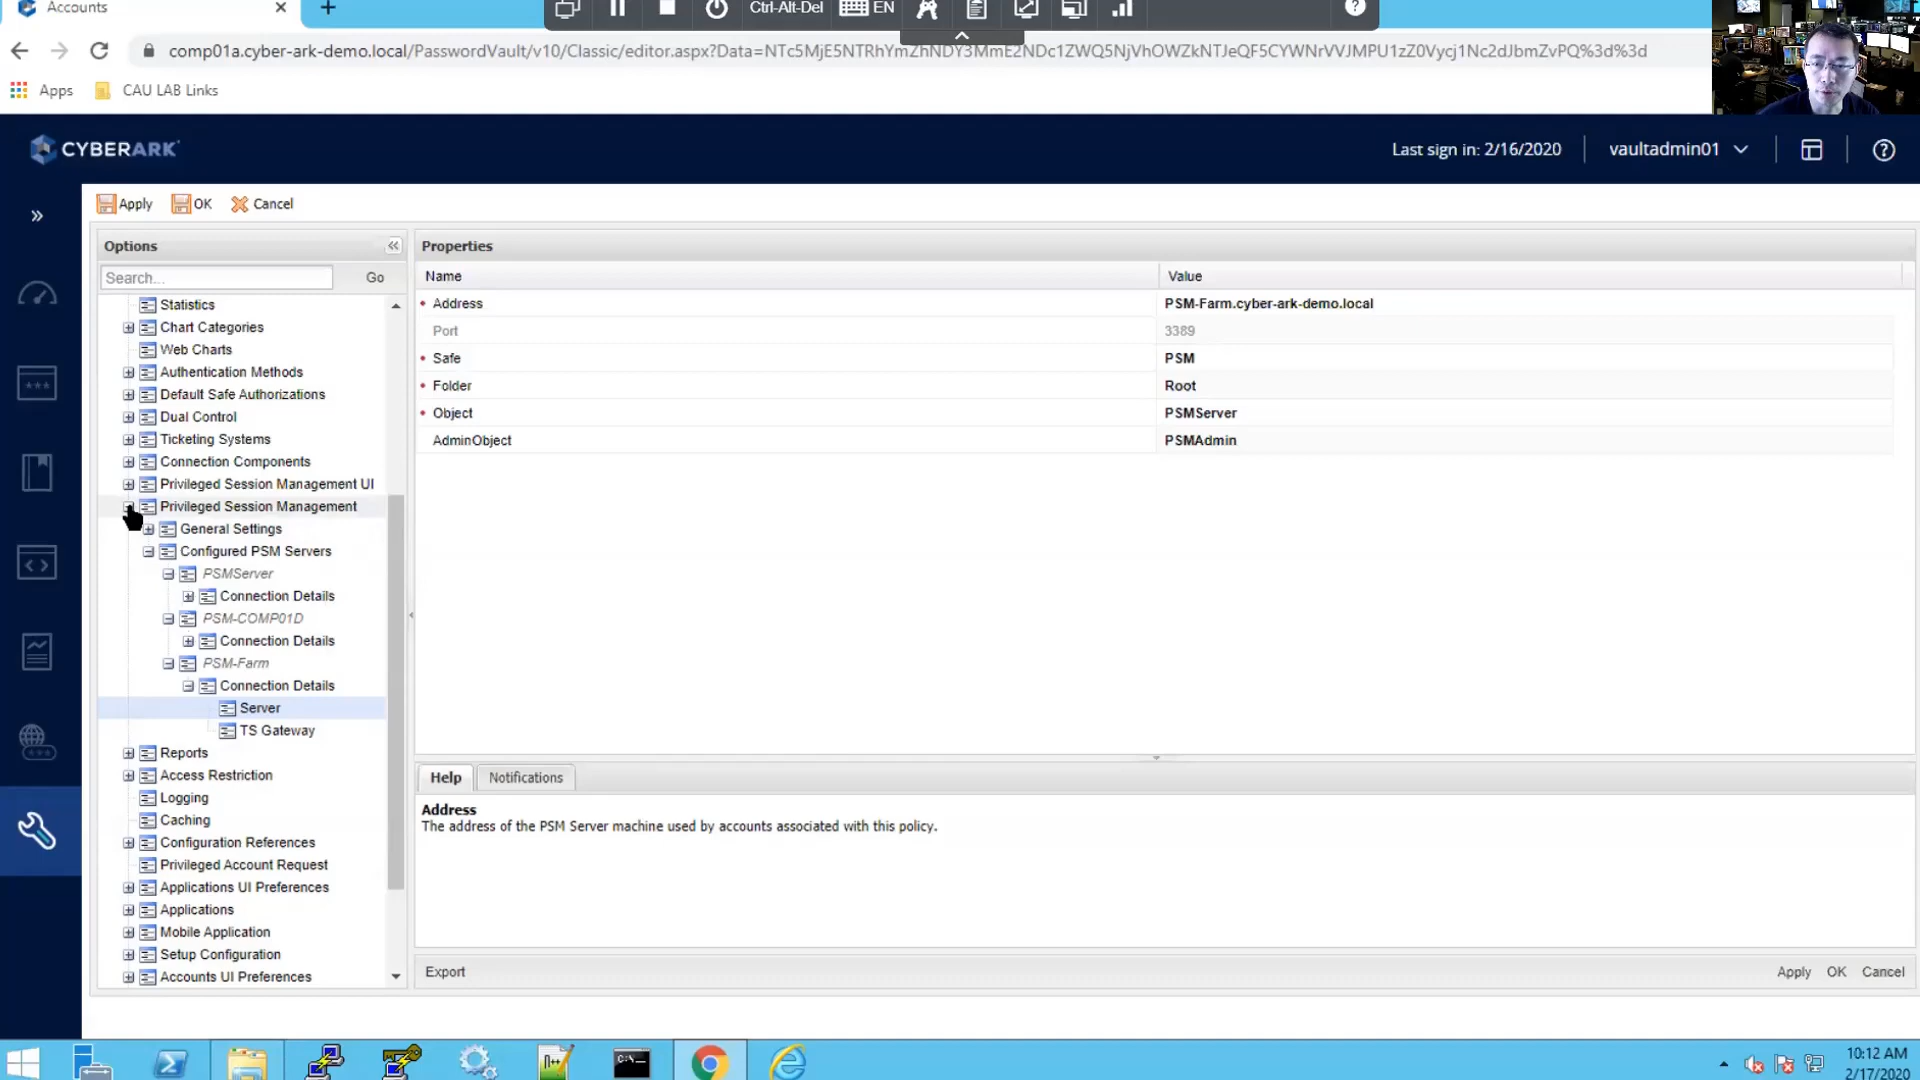 Accounts
Ctrl-Alt-Del
EN
comp01a.cyber-ark-demo.local/PasswordVault/v10/Classic/editor.aspx?Data=NTc5MjE5NTRhYmZhNDY3MmE2NDc1ZWQ5NjVhOWZkNTJeQF5CYWNrVVJMPU1zZ0Vycj1Nc2dJbmZvPQ%3d%3d
Apps
CAU LAB Links
CYBERARK
Last sign in: 2/16/2020
vaultadmin01
Apply
OK
Cancel
Options
Search...
Go
Statistics
Chart Categories
Web Charts
Authentication Methods
Default Safe Authorizations
Dual Control
Ticketing Systems
Connection Components
Privileged Session Management UI
Privileged Session Management
General Settings
Configured PSM Servers
PSMServer
Connection Details
PSM-COMP01D
Connection Details
PSM-Farm
Connection Details
Server
TS Gateway
Reports
Access Restriction
Logging
Caching
Configuration References
Privileged Account Request
Applications UI Preferences
Applications
Mobile Application
Setup Configuration
Accounts UI Preferences
Properties
Name Value
Address PSM-Farm.cyber-ark-demo.local
Port 3389
Safe PSM
Folder Root
Object PSMServer
AdminObject PSMAdmin
Help
Notifications
Address
The address of the PSM Server machine used by accounts associated with this policy.
Export
Apply
OK
Cancel
10:12 AM
2/17/2020